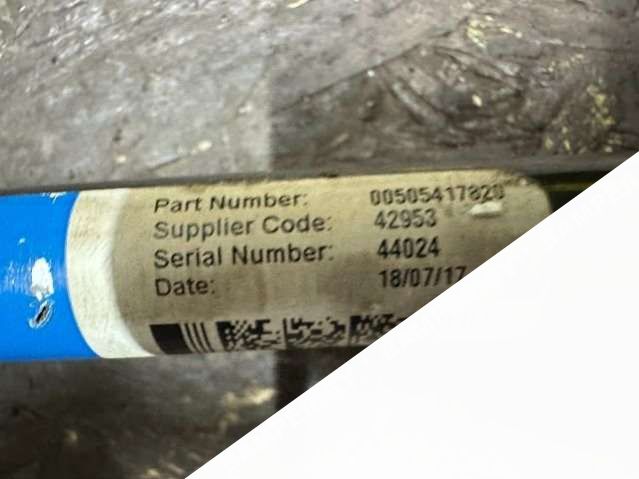 Part Number: 00505417820
Supplier Code: 42953
Serial Number: 44024
Date: 18/07/17